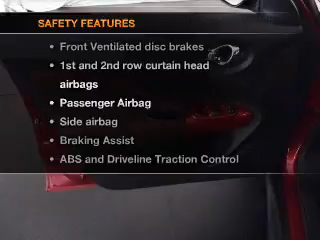 SAFETY FEATURES
• Front Ventilated disc brakes
• 1st and 2nd row curtain head
airbags
• Passenger Airbag
• Side airbag
• Braking Assist
• ABS and Driveline Traction Control